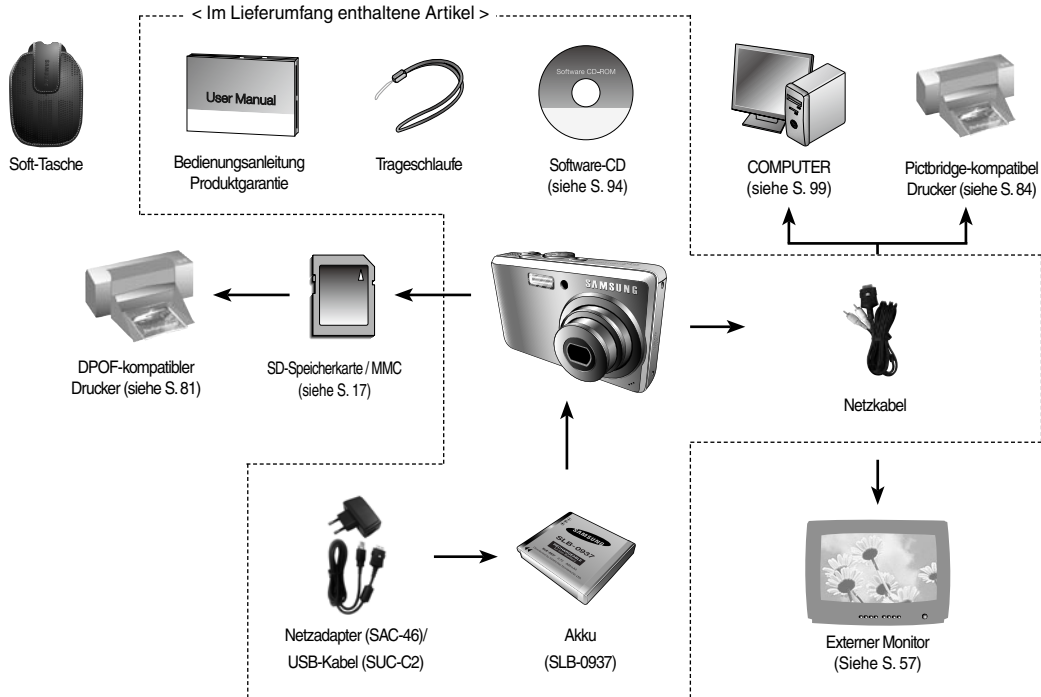 < Im Lieferumfang enthaltene Artikel >
User Manual
Software CD-ROM
Soft-Tasche
Bedienungsanleitung
Produktgarantie
Trageschlaufe
Software-CD
(siehe S. 94)
COMPUTER
(siehe S. 99)
Pictbridge-kompatibel
Drucker (siehe S. 84)
SAMSUNG
DPOF-kompatibler
Drucker (siehe S. 81)
SD-Speicherkarte / MMC
(siehe S. 17)
Netzkabel
SAMSUNG
SLB-0937
Netzadapter (SAC-46)/
USB-Kabel (SUC-C2)
Akku
(SLB-0937)
Externer Monitor
(Siehe S. 57)